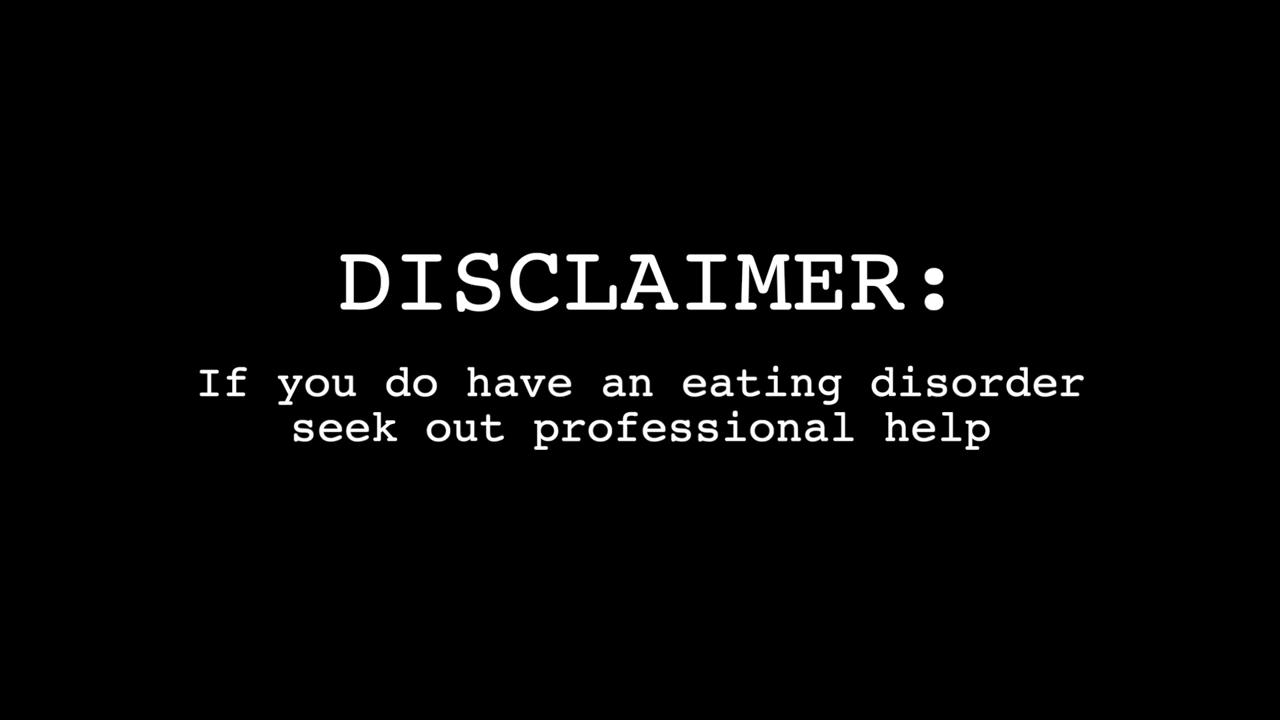 DISCLAIMER:
If you do have an eating disorder
seek out professional help